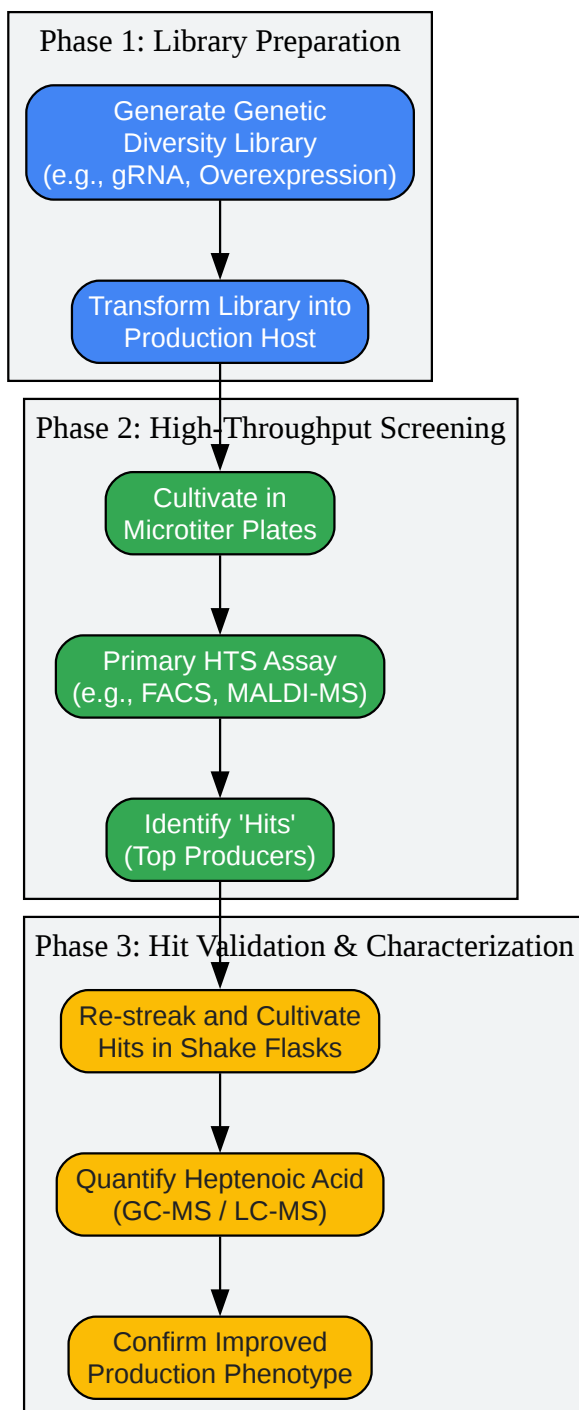 Phase 1: Library Preparation
Generate Genetic
Diversity Library
(e.g., gRNA, Overexpression)
Transform Library into
Production Host
Phase 2: High-Throughput Screening
Cultivate in
Microtiter Plates
Primary HTS Assay
(e.g., FACS, MALDI-MS)
Identify 'Hits'
(Top Producers)
Phase 3: Hit Validation & Characterization
Re-streak and Cultivate
Hits in Shake Flasks
Quantify Heptenoic Acid
(GC-MS / LC-MS)
Confirm Improved
Production Phenotype